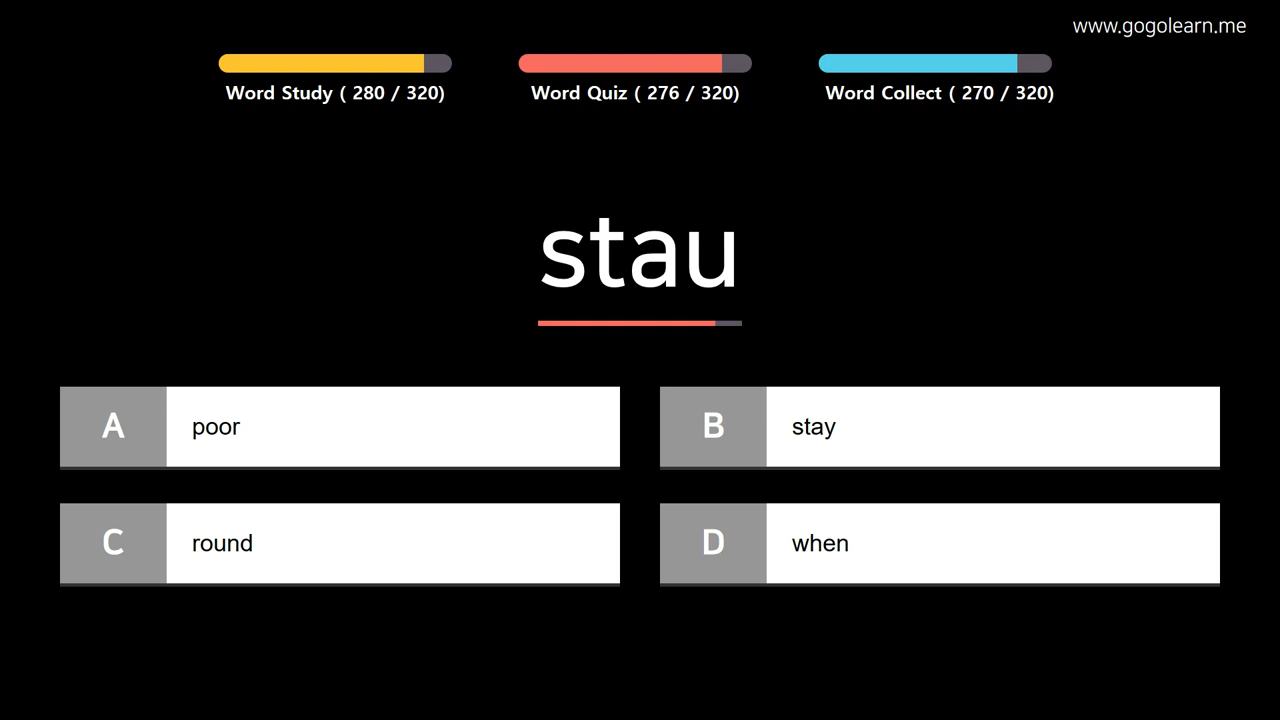 www.gogolearn.me
Word Study ( 280 / 320)
Word Quiz ( 276 / 320)
Word Collect ( 270 / 320)
stau
A
poor
B
stay
C
round
D
when